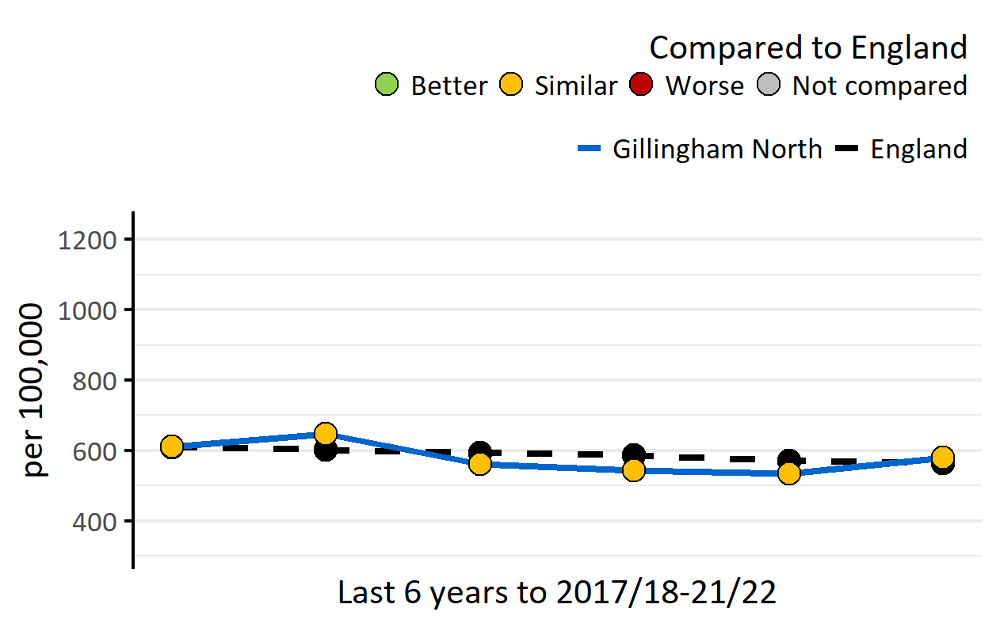 Compared to England
Better Similar Worse Not compared
Gillingham North England
1200
1000
800
600
400
per 100,000
Last 6 years to 2017/18-21/22